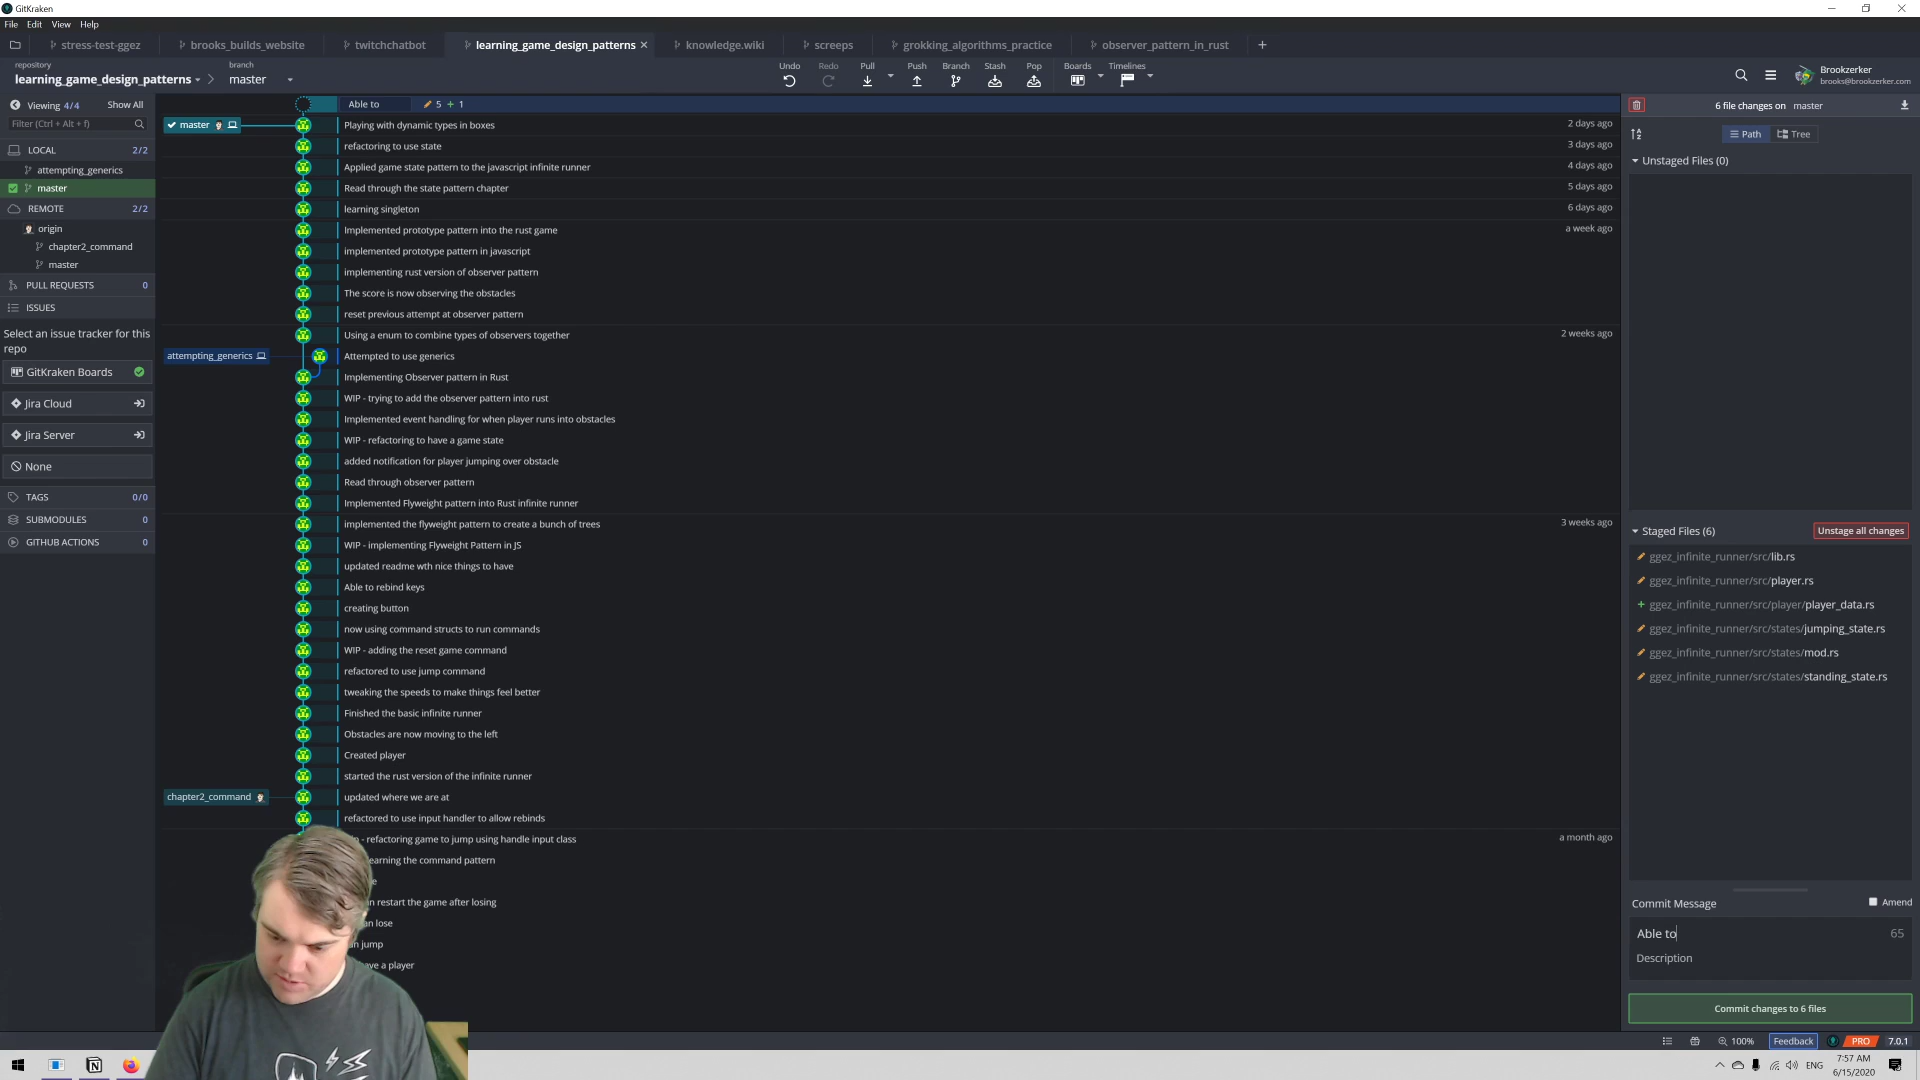 GitKraken
File Edit View Help
stress-test-ggez brooks_builds_website twitchchatbot learning_game_design_patterns knowledge.wiki screeps grokking_algorithms_practice observer_pattern_in_rust
repository branch
learning_game_design_patterns master
Undo Redo Pull Push Branch Stash Pop Boards Timelines
Brookzerker
brooks@brookzerker.com
Viewing 4/4 Show All
Filter (Ctrl + Alt + f)
LOCAL 2/2
attempting_generics
master
REMOTE 2/2
origin
chapter2_command
master
PULL REQUESTS 0
ISSUES
Select an issue tracker for this
repo
GitKraken Boards
Jira Cloud
Jira Server
None
TAGS 0/0
SUBMODULES 0
GITHUB ACTIONS 0
Able to 5 + 1
master Playing with dynamic types in boxes 2 days ago
refactoring to use state 3 days ago
Applied game state pattern to the javascript infinite runner 4 days ago
Read through the state pattern chapter 5 days ago
learning singleton 6 days ago
Implemented prototype pattern into the rust game a week ago
implemented prototype pattern in javascript
implementing rust version of observer pattern
The score is now observing the obstacles
reset previous attempt at observer pattern
Using a enum to combine types of observers together 2 weeks ago
attempting_generics Attempted to use generics
Implementing Observer pattern in Rust
WIP - trying to add the observer pattern into rust
Implemented event handling for when player runs into obstacles
WIP - refactoring to have a game state
added notification for player jumping over obstacle
Read through observer pattern
Implemented Flyweight pattern into Rust infinite runner
implemented the flyweight pattern to create a bunch of trees 3 weeks ago
WIP - implementing Flyweight Pattern in JS
updated readme wth nice things to have
Able to rebind keys
creating button
now using command structs to run commands
WIP - adding the reset game command
refactored to use jump command
tweaking the speeds to make things feel better
Finished the basic infinite runner
Obstacles are now moving to the left
Created player
started the rust version of the infinite runner
chapter2_command updated where we are at
refactored to use input handler to allow rebinds
- refactoring game to jump using handle input class a month ago
learning the command pattern
restart the game after losing
lose
jump
have a player
6 file changes on master
Path Tree
Unstaged Files (0)
Staged Files (6) Unstage all changes
ggez_infinite_runner/src/lib.rs
ggez_infinite_runner/src/player.rs
+ ggez_infinite_runner/src/player/player_data.rs
ggez_infinite_runner/src/states/jumping_state.rs
ggez_infinite_runner/src/states/mod.rs
ggez_infinite_runner/src/states/standing_state.rs
Commit Message Amend
Able to 65
Description
Commit changes to 6 files
100% Feedback PRO 7.0.1
ENG 7:57 AM
6/15/2020